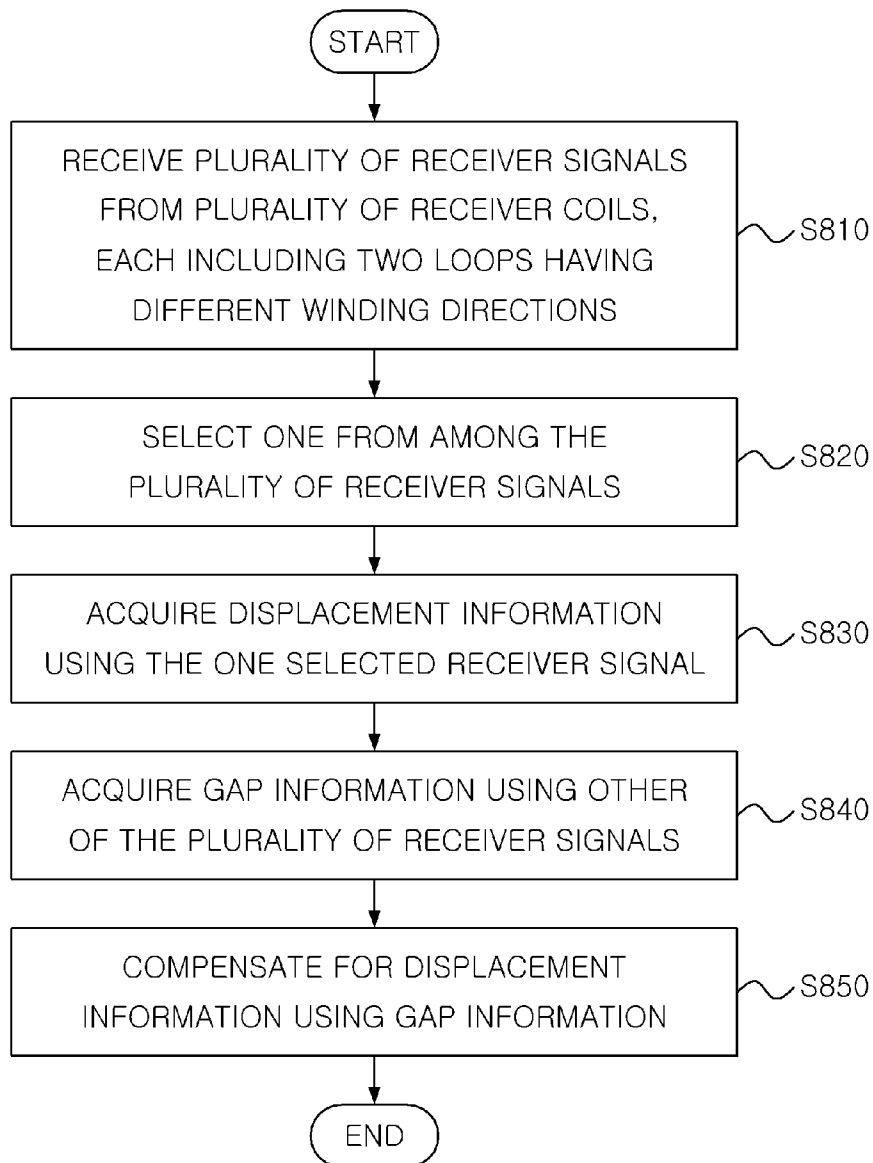 START
RECEIVE PLURALITY OF RECEIVER SIGNALS
FROM PLURALITY OF RECEIVER COILS,
EACH INCLUDING TWO LOOPS HAVING
DIFFERENT WINDING DIRECTIONS
S810
SELECT ONE FROM AMONG THE
PLURALITY OF RECEIVER SIGNALS
S820
ACQUIRE DISPLACEMENT INFORMATION
USING THE ONE SELECTED RECEIVER SIGNAL
S830
ACQUIRE GAP INFORMATION USING OTHER
OF THE PLURALITY OF RECEIVER SIGNALS
S840
COMPENSATE FOR DISPLACEMENT
INFORMATION USING GAP INFORMATION
S850
END